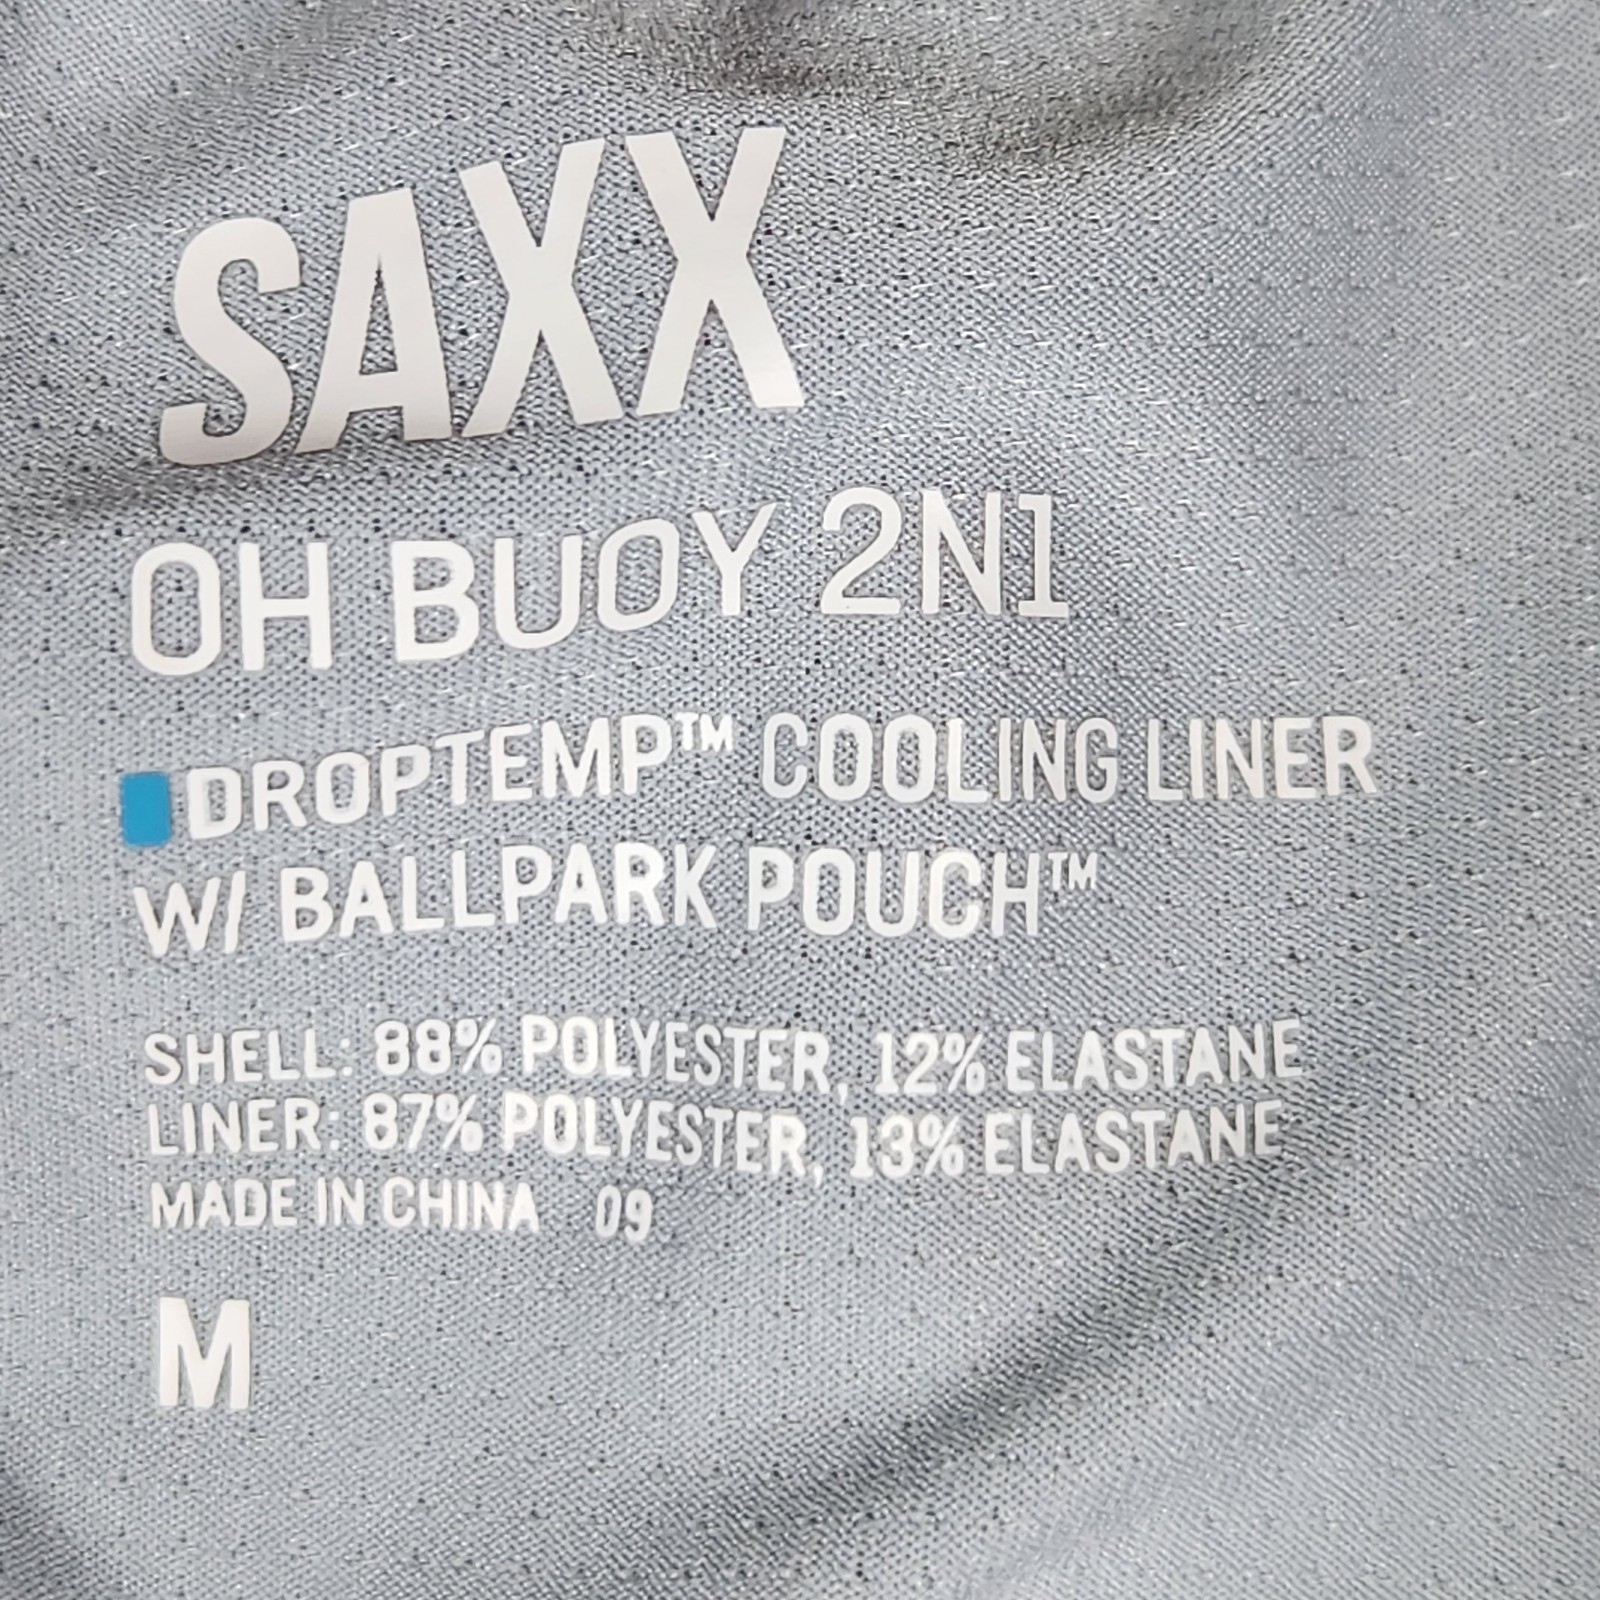 SAXX
OH BUOY 2N1
DROPTEMP™ COOLING LINER
W/ BALLPARK POUCH™
SHELL: 88% POLYESTER, 12% ELASTANE
LINER: 87% POLYESTER, 13% ELASTANE
MADE IN CHINA 09
M